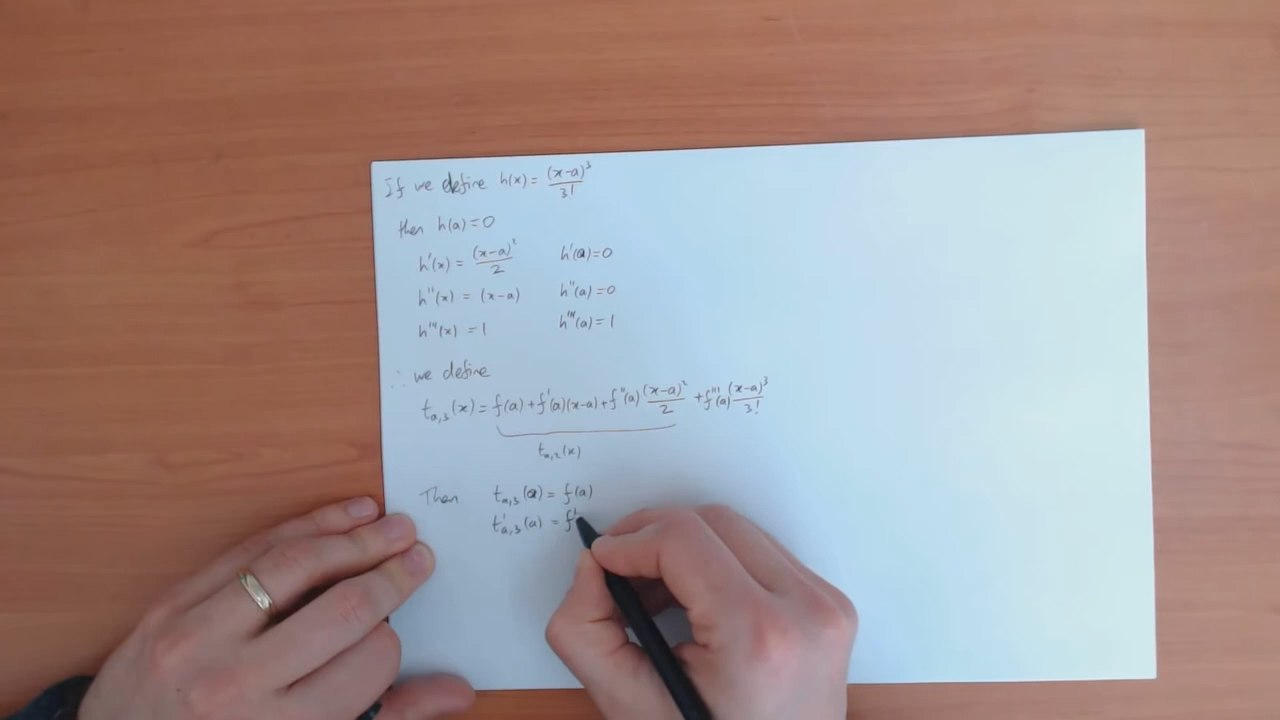 If we define h(x) = (x-a)³/3!
then h(a)=0
h'(x) = (x-a)²/2 h'(a)=0
h''(x) = (x-a) h''(a)=0
h'''(x) = 1 h'''(a)=1
∴ we define
t_{a,3}(x) = f(a) + f'(a)(x-a) + f''(a)(x-a)²/2 + f'''(a)(x-a)³/3!
t_{a,2}(x)
Then t_{a,3}(a) = f(a)
t'_{a,3}(a) = f'